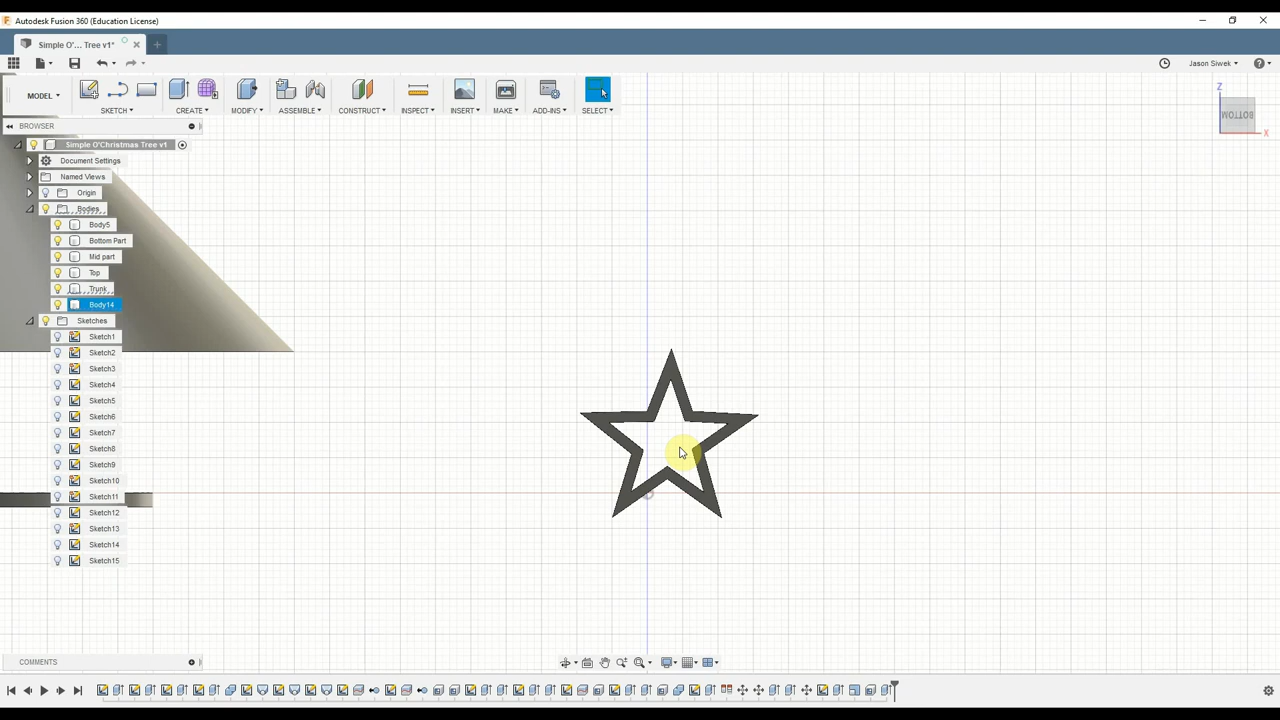 Autodesk Fusion 360 (Education License)
Simple O'... Tree v1*
Jason Siwek
MODEL
SKETCH
CREATE
MODIFY
ASSEMBLE
CONSTRUCT
INSPECT
INSERT
MAKE
ADD-INS
SELECT
Z
BOTTOM
X
BROWSER
Simple O'Christmas Tree v1
Document Settings
Named Views
Origin
Bodies
Body5
Bottom Part
Mid part
Top
Trunk
Body14
Sketches
Sketch1
Sketch2
Sketch3
Sketch4
Sketch5
Sketch6
Sketch7
Sketch8
Sketch9
Sketch10
Sketch11
Sketch12
Sketch13
Sketch14
Sketch15
COMMENTS